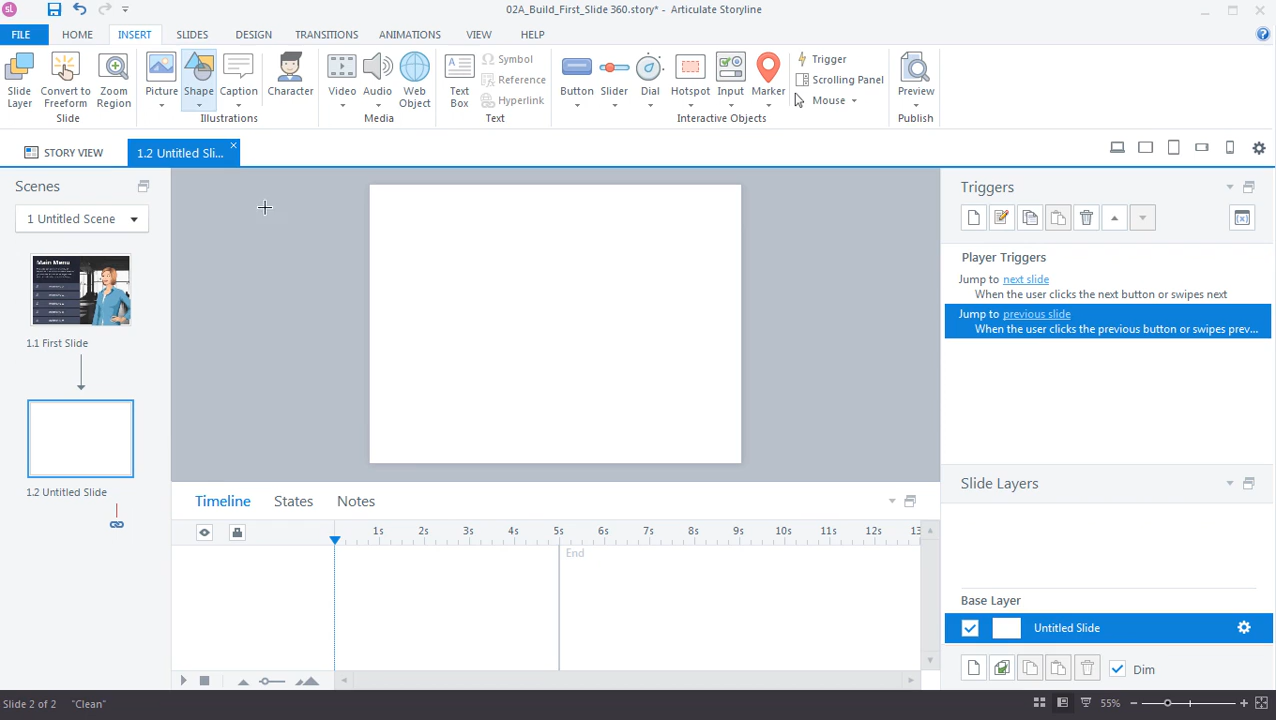 sl
02A_Build_First_Slide 360.story* - Articulate Storyline
FILE
HOME
INSERT
SLIDES
DESIGN
TRANSITIONS
ANIMATIONS
VIEW
HELP
Slide Layer
Convert to Freeform
Zoom Region
Slide
Picture
Shape
Caption
Character
Illustrations
Video
Audio
Web Object
Media
Text Box
Symbol
Reference
Hyperlink
Text
Button
Slider
Dial
Hotspot
Input
Marker
Trigger
Scrolling Panel
Mouse
Interactive Objects
Preview
Publish
STORY VIEW
1.2 Untitled Sli...
Scenes
1 Untitled Scene
Main Menu
1.1 First Slide
1.2 Untitled Slide
Timeline
States
Notes
1s 2s 3s 4s 5s 6s 7s 8s 9s 10s 11s 12s 13
End
Triggers
Player Triggers
Jump to next slide
When the user clicks the next button or swipes next
Jump to previous slide
When the user clicks the previous button or swipes prev...
Slide Layers
Base Layer
Untitled Slide
Dim
Slide 2 of 2
"Clean"
55%